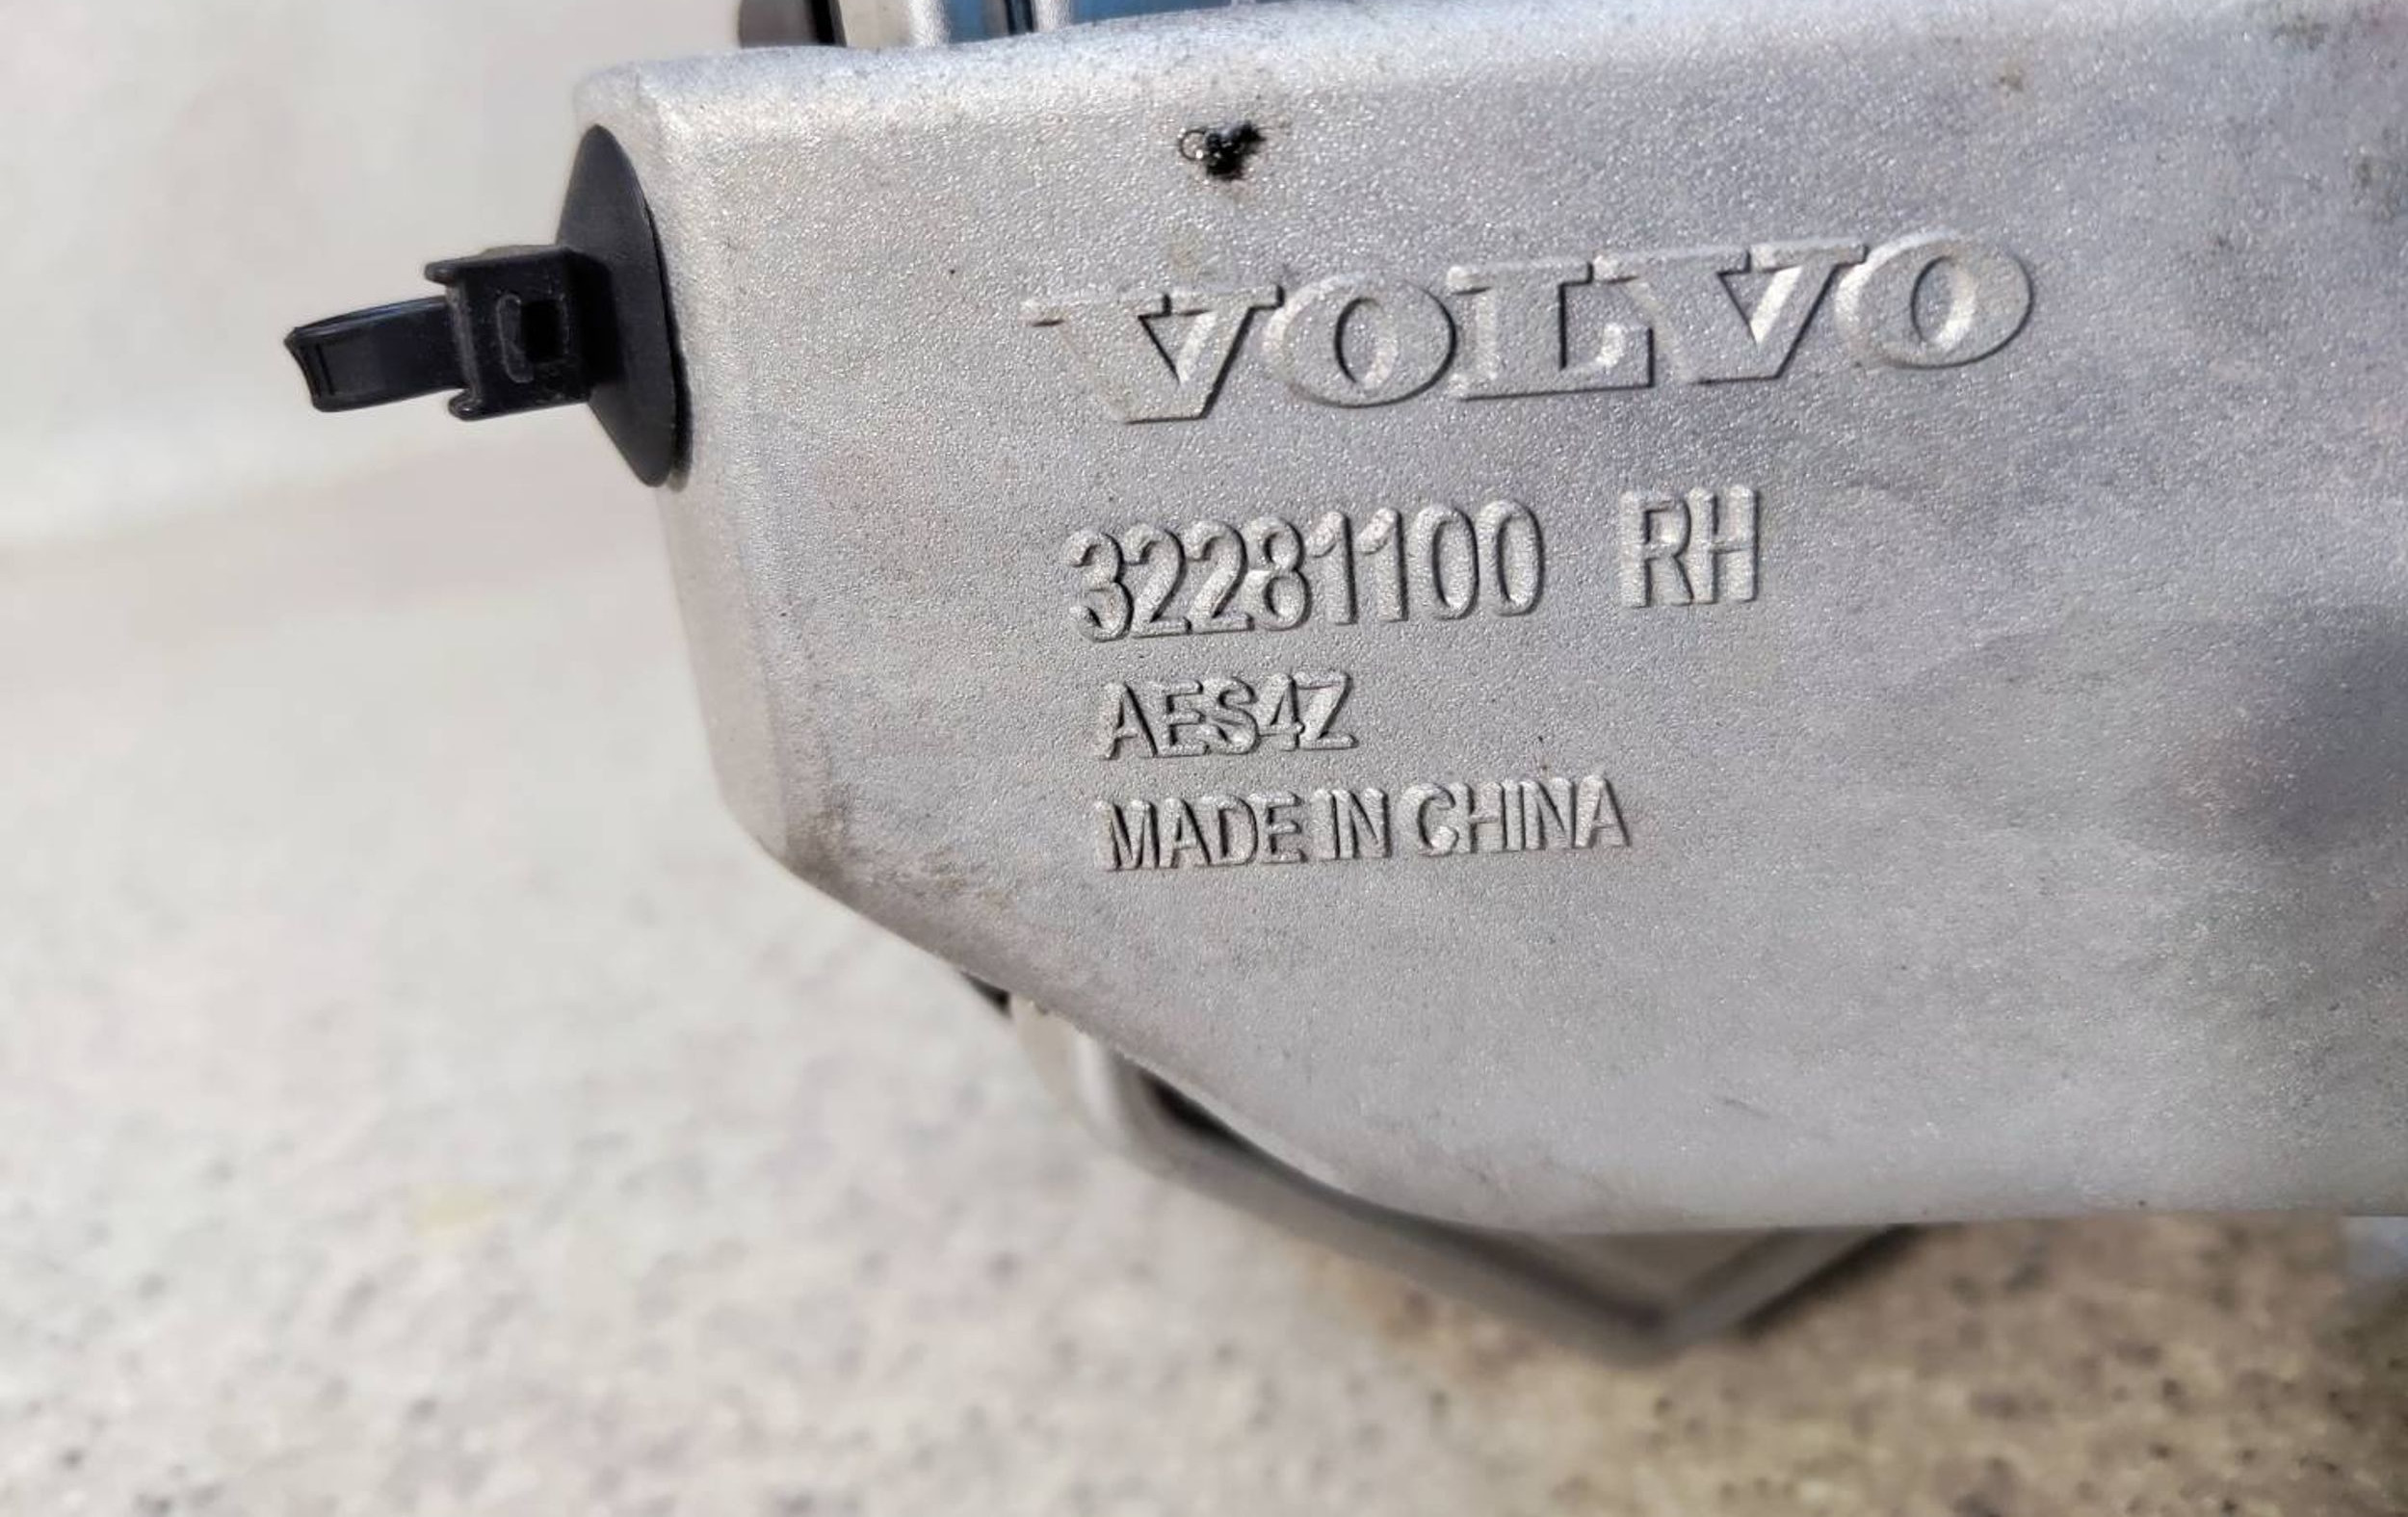 VOLVO
32281100 RH
AES4Z
MADE IN CHINA